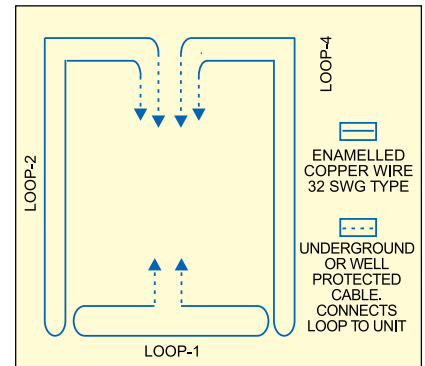 LOOP-4
LOOP-2
ENAMELLED
COPPER WIRE
32 SWG TYPE
UNDERGROUND
OR WELL
PROTECTED
CABLE.
CONNECTS
LOOP TO UNIT
LOOP-1